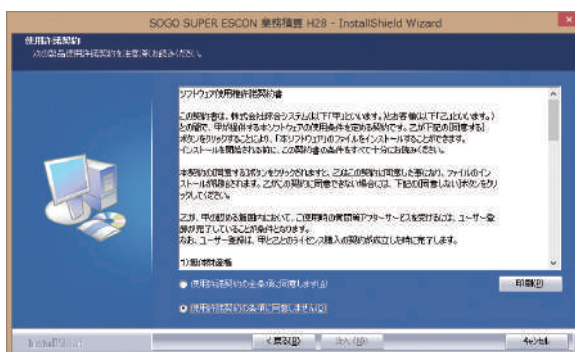 SOGO SUPER ESCON 業務積算 H28 - InstallShield Wizard
使用許諾契約
次の製品使用許諾契約を注意深くお読みください。
ソフトウェア使用権許諾契約書
この契約書は、株式会社綜合システム(以下「甲」といいます。)とお客様(以下「乙」といいます。)
との間で、甲が提供する本ソフトウェアの使用条件を定める契約です。乙が下記の[同意する]
ボタンをクリックすることにより、「本ソフトウェア」のファイルをインストールすることができます。
インストールを開始される前に、この契約書の条件をすべて十分にお読みください。
本契約の[同意する]ボタンをクリックされますと、乙はこの契約に同意した事になり、ファイルのイン
ストールが開始されます。乙がこの契約に同意できない場合には、下記の[同意しない]ボタンをクリ
ックしてください。
乙が、甲の認める範囲内において、ご使用時の質問等アフターサービスを受けるには、ユーザー登
録が完了していることが条件となります。
なお、ユーザー登録は、甲と乙とのライセンス購入の契約が成立した時に完了します。
1)知的財産権
使用許諾契約の全条項に同意します(A)
印刷(P)
使用許諾契約の条項に同意しません(D)
InstallShield
< 戻る(B)
次へ(N) >
キャンセル